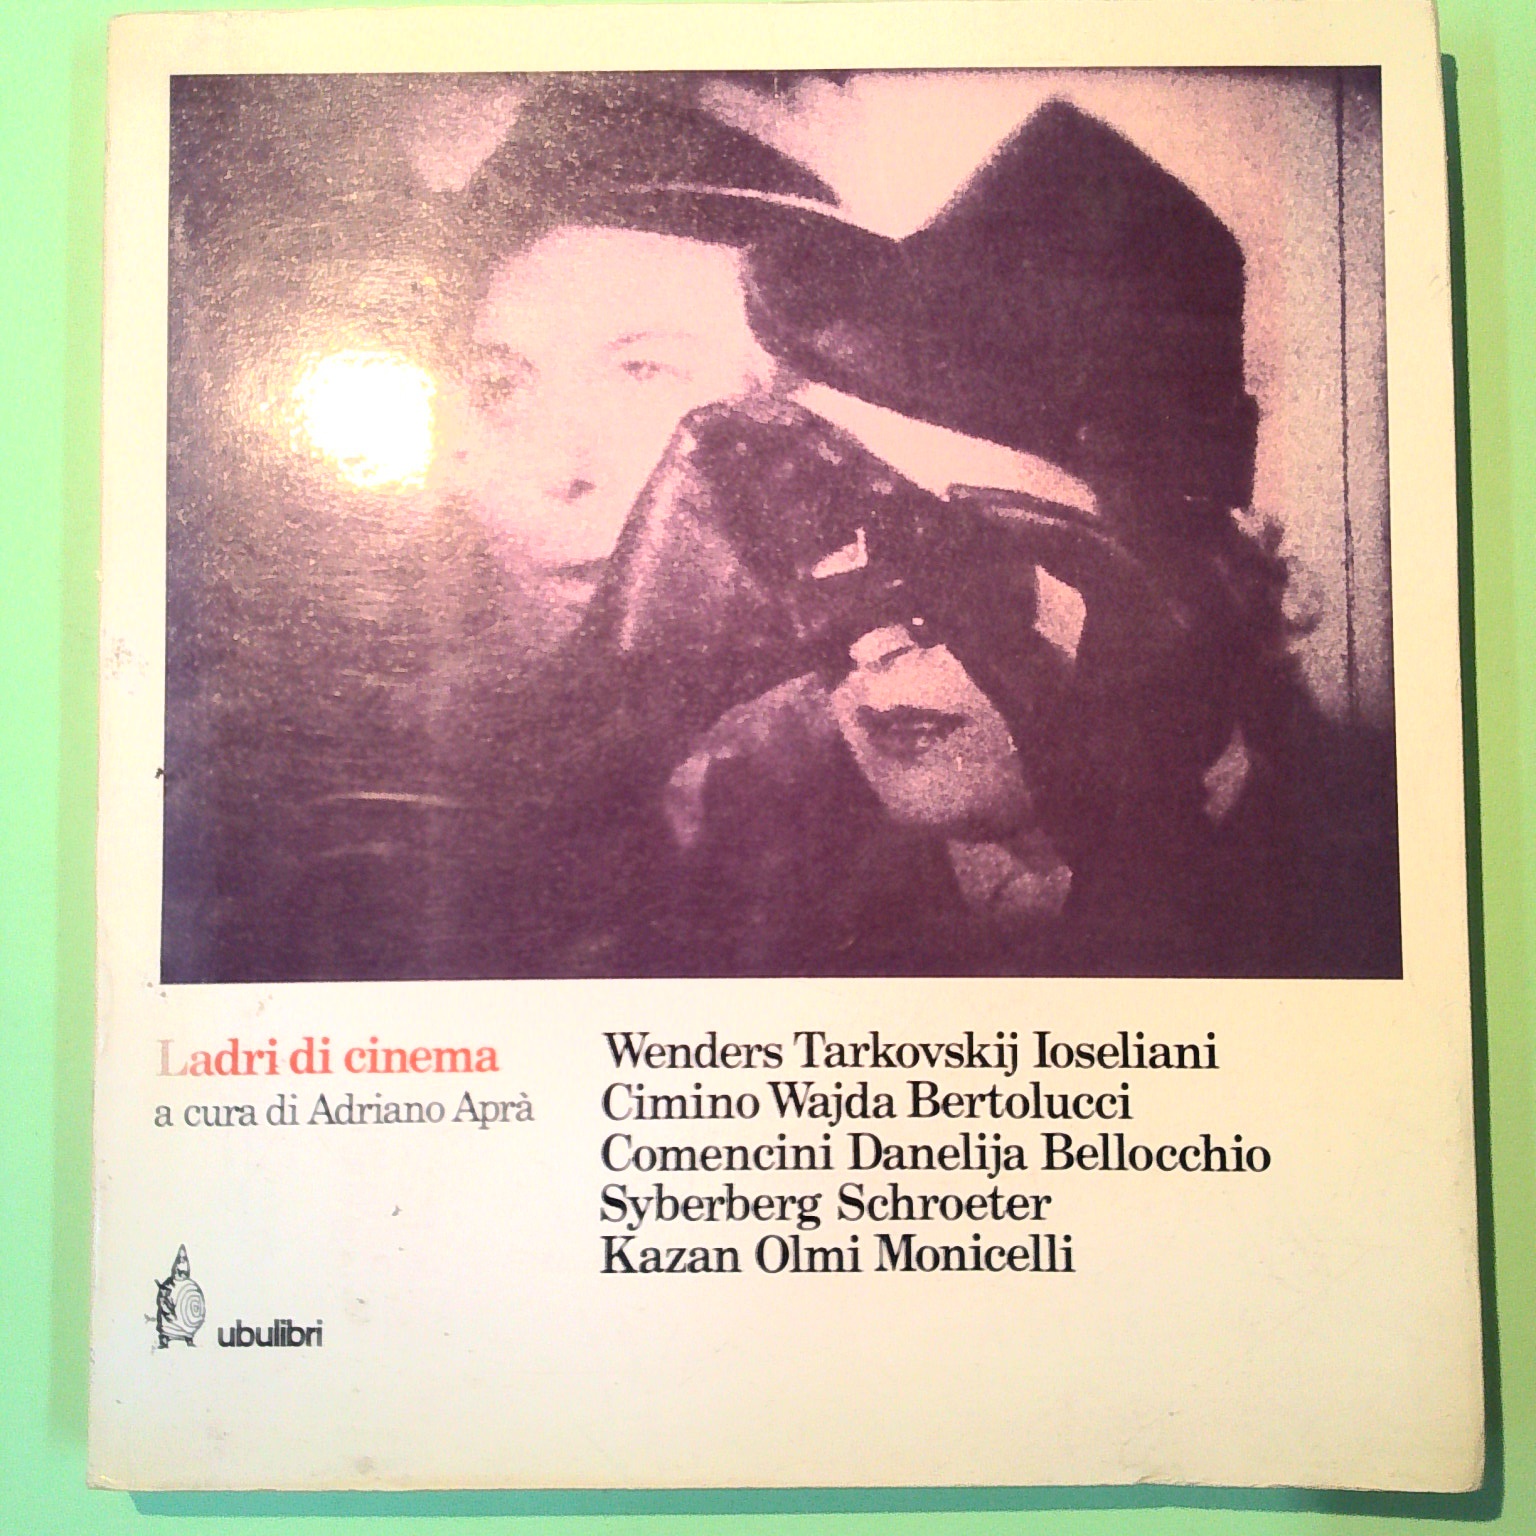 Ladri di cinema
a cura di Adriano Aprà
Wenders Tarkovskij Ioseliani
Cimino Wajda Bertolucci
Comencini Danelija Bellocchio
Syberberg Schroeter
Kazan Olmi Monicelli
ubulibri